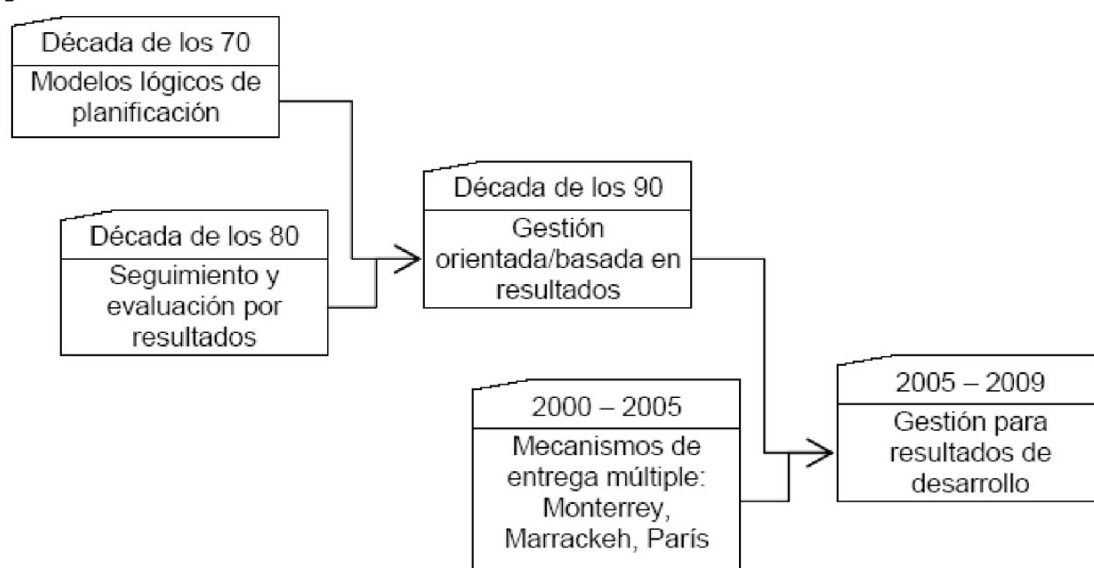 Década de los 70
Modelos lógicos de
planificación
Década de los 80
Seguimiento y
evaluación por
resultados
Década de los 90
Gestión
orientada/basada en
resultados
2000 – 2005
Mecanismos de
entrega múltiple:
Monterrey,
Marrackeh, París
2005 – 2009
Gestión para
resultados de
desarrollo